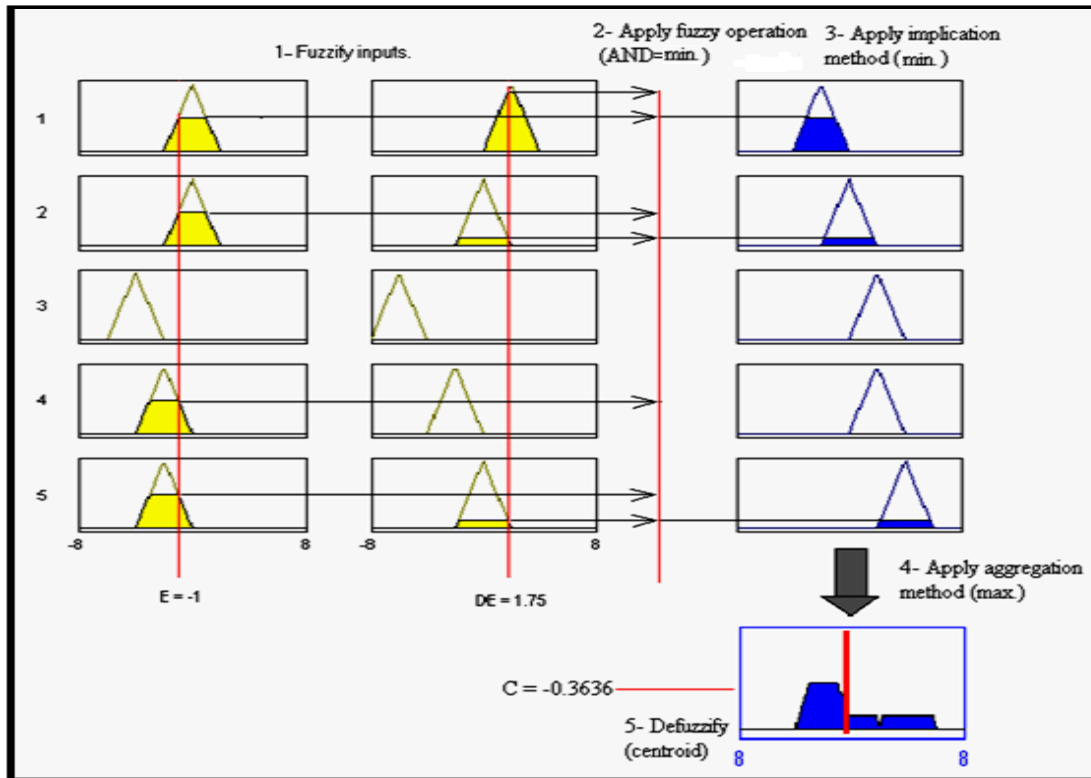 1- Fuzzify inputs.
2- Apply fuzzy operation
(AND=min.)
3- Apply implication
method (min.)
1
2
3
4
5
-8
8
-8
8
E = -1
DE = 1.75
4- Apply aggregation
method (max.)
C = -0.3636
5- Defuzzify
(centroid)
8
8